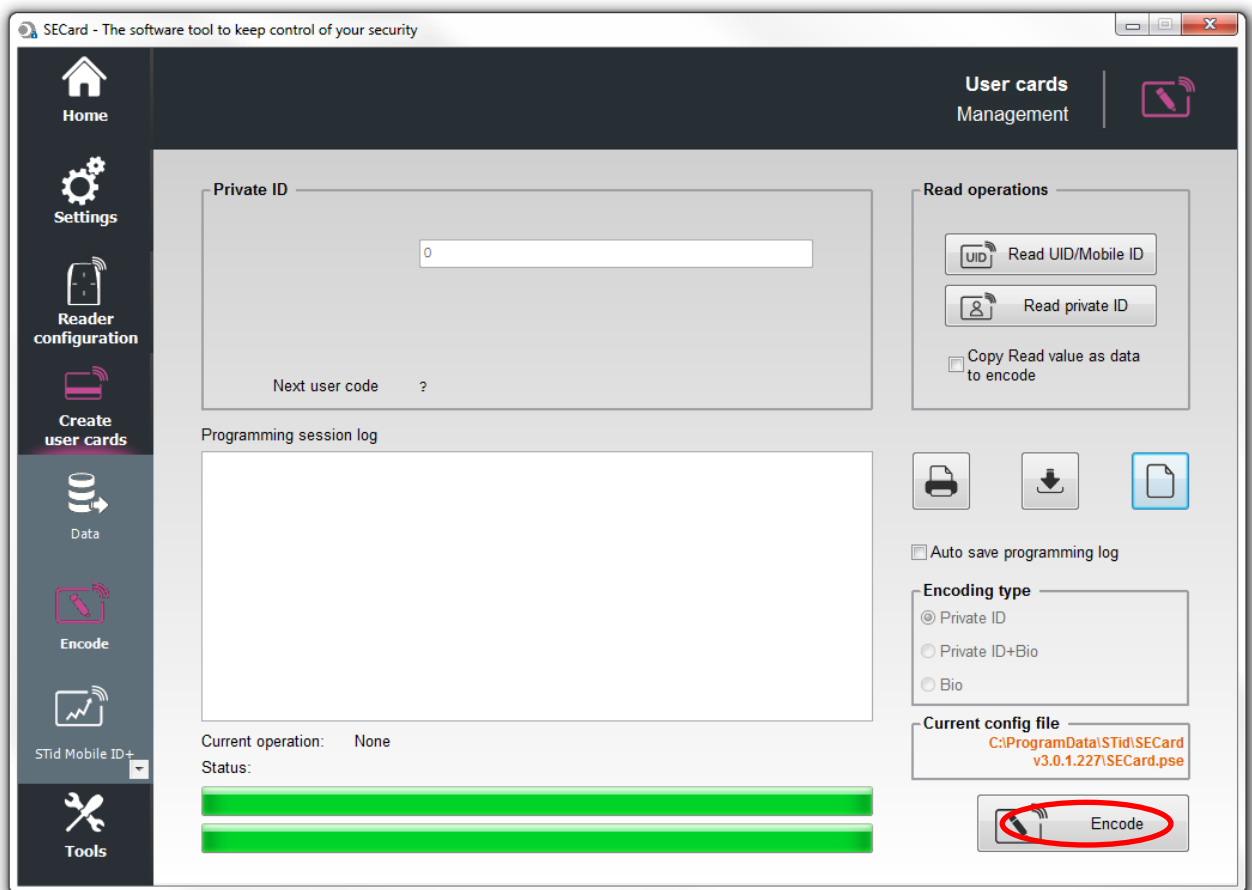 SECard - The software tool to keep control of your security
Home
User cards
Management
Settings
Reader
configuration
Create
user cards
Data
Encode
STid Mobile ID+
Tools
Private ID
0
Next user code ?
Programming session log
Current operation: None
Status:
Read operations
UID Read UID/Mobile ID
Read private ID
Copy Read value as data
to encode
Auto save programming log
Encoding type
Private ID
Private ID+Bio
Bio
Current config file
C:\ProgramData\STid\SECard
v3.0.1.227\SECard.pse
Encode